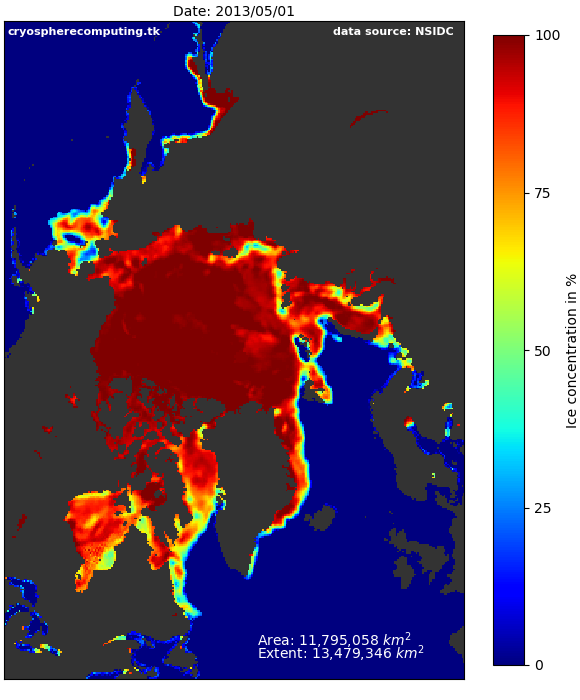 Date: 2013/05/01
cryospherecomputing.tk
data source: NSIDC
100
75
50
25
0
Ice concentration in %
Area: 11,795,058 km²
Extent: 13,479,346 km²